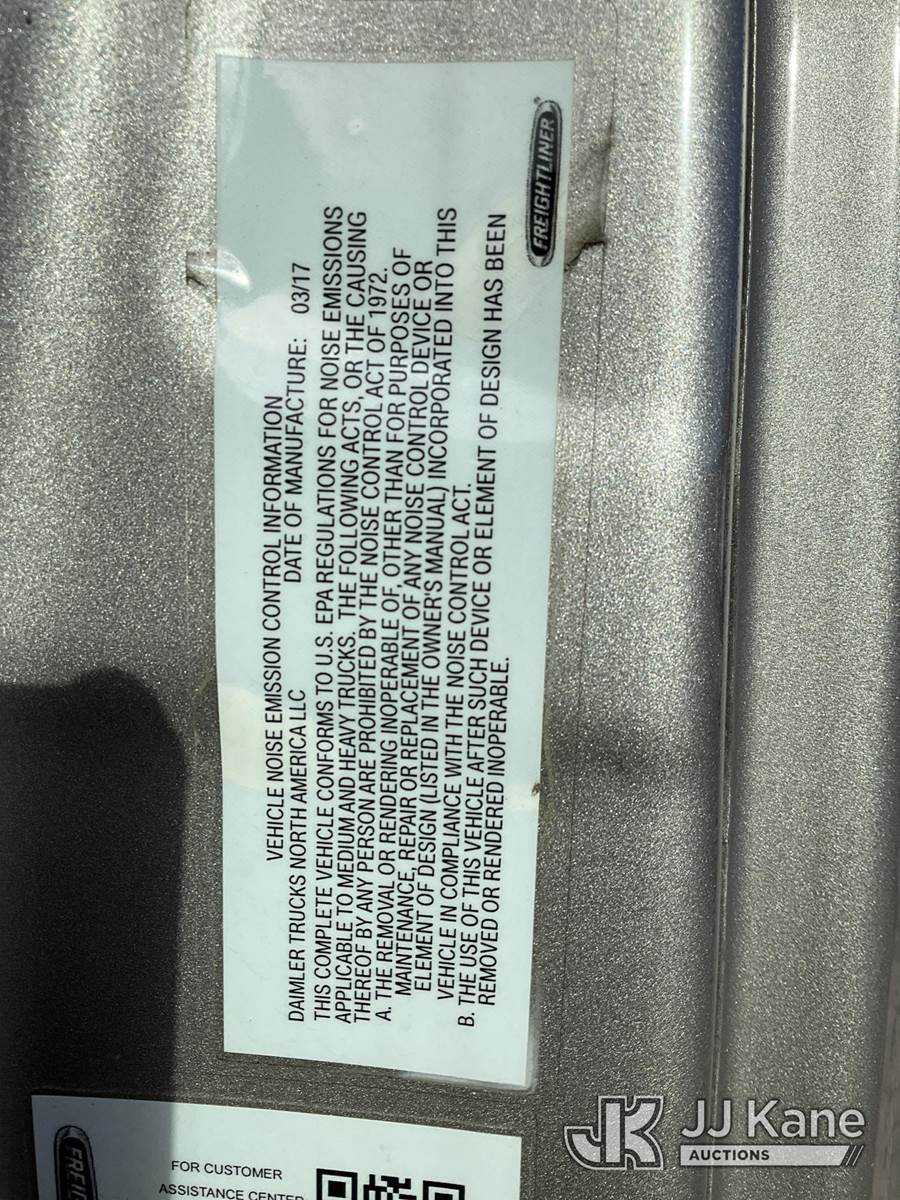 VEHICLE NOISE EMISSION CONTROL INFORMATION
DAIMLER TRUCKS NORTH AMERICA LLC DATE OF MANUFACTURE: 03/17
THIS COMPLETE VEHICLE CONFORMS TO U.S. EPA REGULATIONS FOR NOISE EMISSIONS
APPLICABLE TO MEDIUM AND HEAVY TRUCKS. THE FOLLOWING ACTS, OR THE CAUSING
THEREOF BY ANY PERSON ARE PROHIBITED BY THE NOISE CONTROL ACT OF 1972.
A. THE REMOVAL OR RENDERING INOPERABLE OF, OTHER THAN FOR PURPOSES OF
MAINTENANCE, REPAIR OR REPLACEMENT OF ANY NOISE CONTROL DEVICE OR
ELEMENT OF DESIGN (LISTED IN THE OWNER'S MANUAL) INCORPORATED INTO THIS
VEHICLE IN COMPLIANCE WITH THE NOISE CONTROL ACT.
B. THE USE OF THIS VEHICLE AFTER SUCH DEVICE OR ELEMENT OF DESIGN HAS BEEN
REMOVED OR RENDERED INOPERABLE.
FREIGHTLINER
FOR CUSTOMER
ASSISTANCE CENTER
JK JJ Kane
AUCTIONS